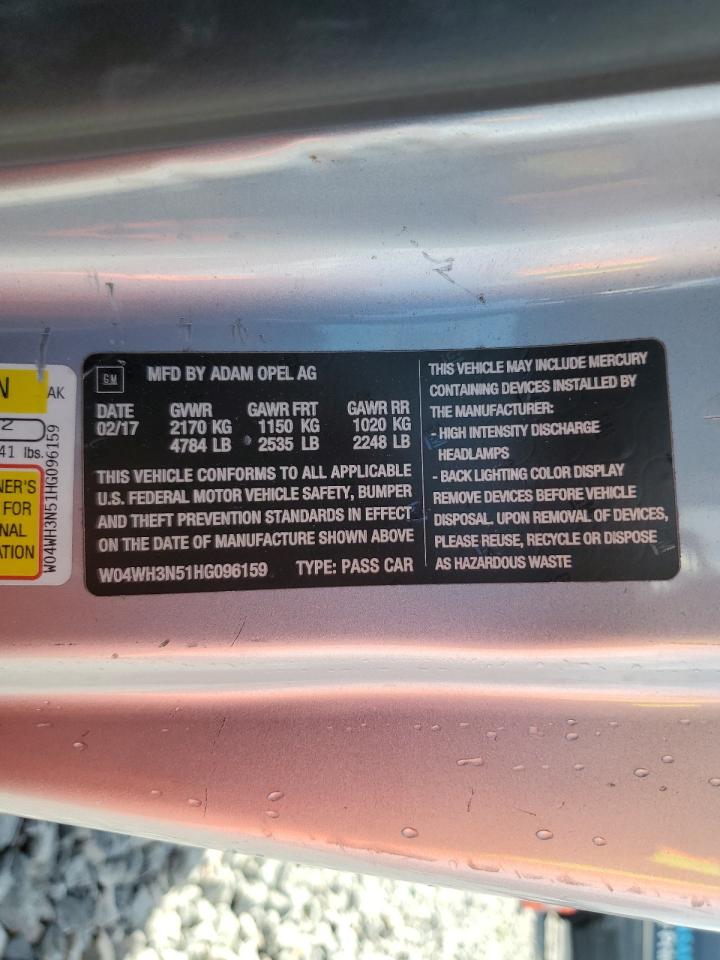 N
AK
41 lbs.
NER'S
FOR
NAL
ATION
W04WH3N51HG096159
GM
MFD BY ADAM OPEL AG
DATE GVWR GAWR FRT GAWR RR
02/17 2170 KG 1150 KG 1020 KG
4784 LB 2535 LB 2248 LB
THIS VEHICLE CONFORMS TO ALL APPLICABLE
U.S. FEDERAL MOTOR VEHICLE SAFETY, BUMPER
AND THEFT PREVENTION STANDARDS IN EFFECT
ON THE DATE OF MANUFACTURE SHOWN ABOVE
W04WH3N51HG096159 TYPE: PASS CAR
THIS VEHICLE MAY INCLUDE MERCURY
CONTAINING DEVICES INSTALLED BY
THE MANUFACTURER:
- HIGH INTENSITY DISCHARGE
HEADLAMPS
- BACK LIGHTING COLOR DISPLAY
REMOVE DEVICES BEFORE VEHICLE
DISPOSAL. UPON REMOVAL OF DEVICES,
PLEASE REUSE, RECYCLE OR DISPOSE
AS HAZARDOUS WASTE